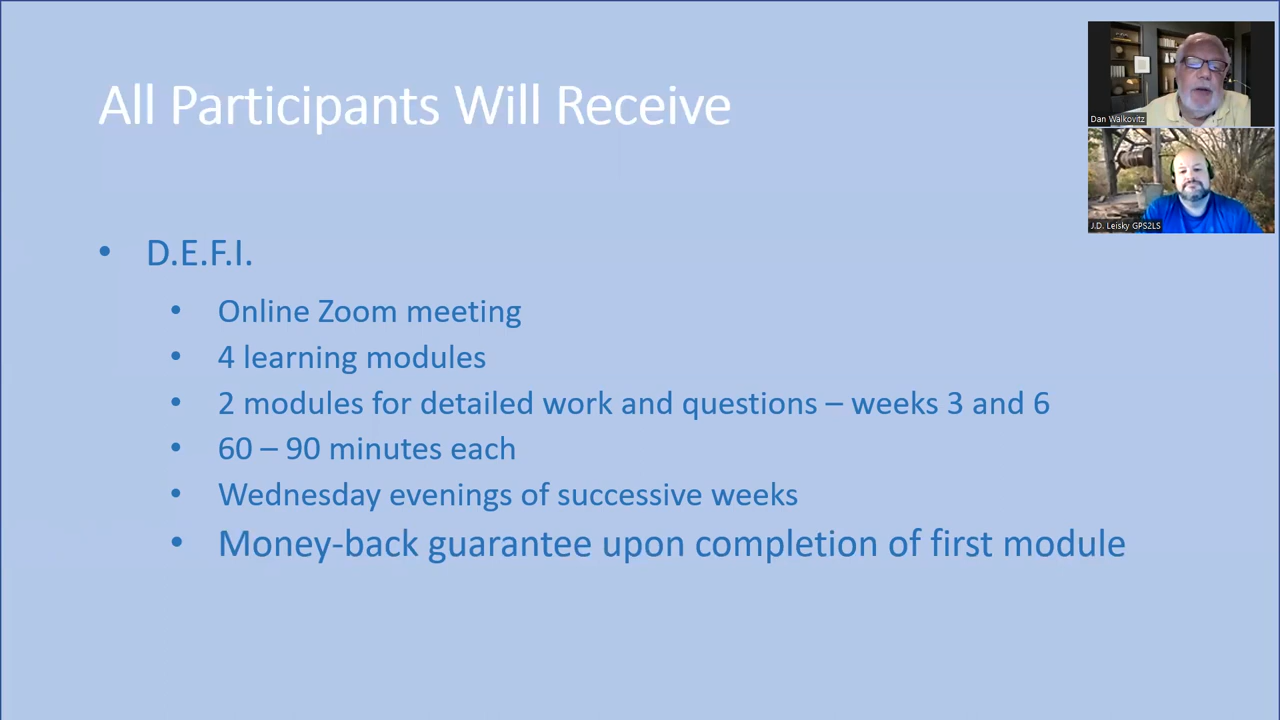 All Participants Will Receive
Dan Walkovitz
J.D. Leisky GPS2LS
• D.E.F.I.
• Online Zoom meeting
• 4 learning modules
• 2 modules for detailed work and questions – weeks 3 and 6
• 60 – 90 minutes each
• Wednesday evenings of successive weeks
• Money-back guarantee upon completion of first module